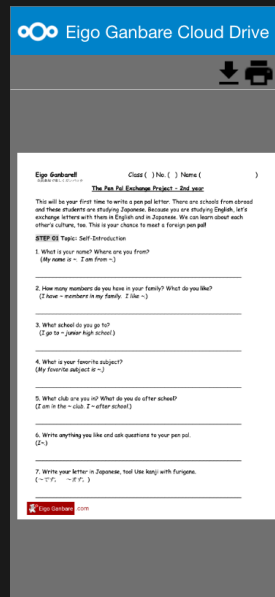 Eigo Ganbare Cloud Drive
Eigo Ganbare!! Class ( ) No. ( ) Name ( )
The Pen Pal Exchange Project - 2nd year
This will be your first time to write a pen pal letter. There are schools from abroad
and these students are studying Japanese. Because you are studying English, let's
exchange letters with them in English and in Japanese. We can learn about each
other's culture, too. This is your chance to meet a foreign pen pal!
STEP 01 Topic: Self-Introduction
1. What is your name? Where are you from?
(My name is ~. I am from ~.)
2. How many members do you have in your family? What do you like?
(I have ~ members in my family. I like ~.)
3. What school do you go to?
(I go to ~ junior high school.)
4. What is your favorite subject?
(My favorite subject is ~.)
5. What club are you in? What do you do after school?
(I am in the ~ club. I ~ after school.)
6. Write anything you like and ask questions to your pen pal.
(I~.)
7. Write your letter in Japanese, too! Use kanji with furigana.
(～です。 ～ます。)
Eigo Ganbare .com